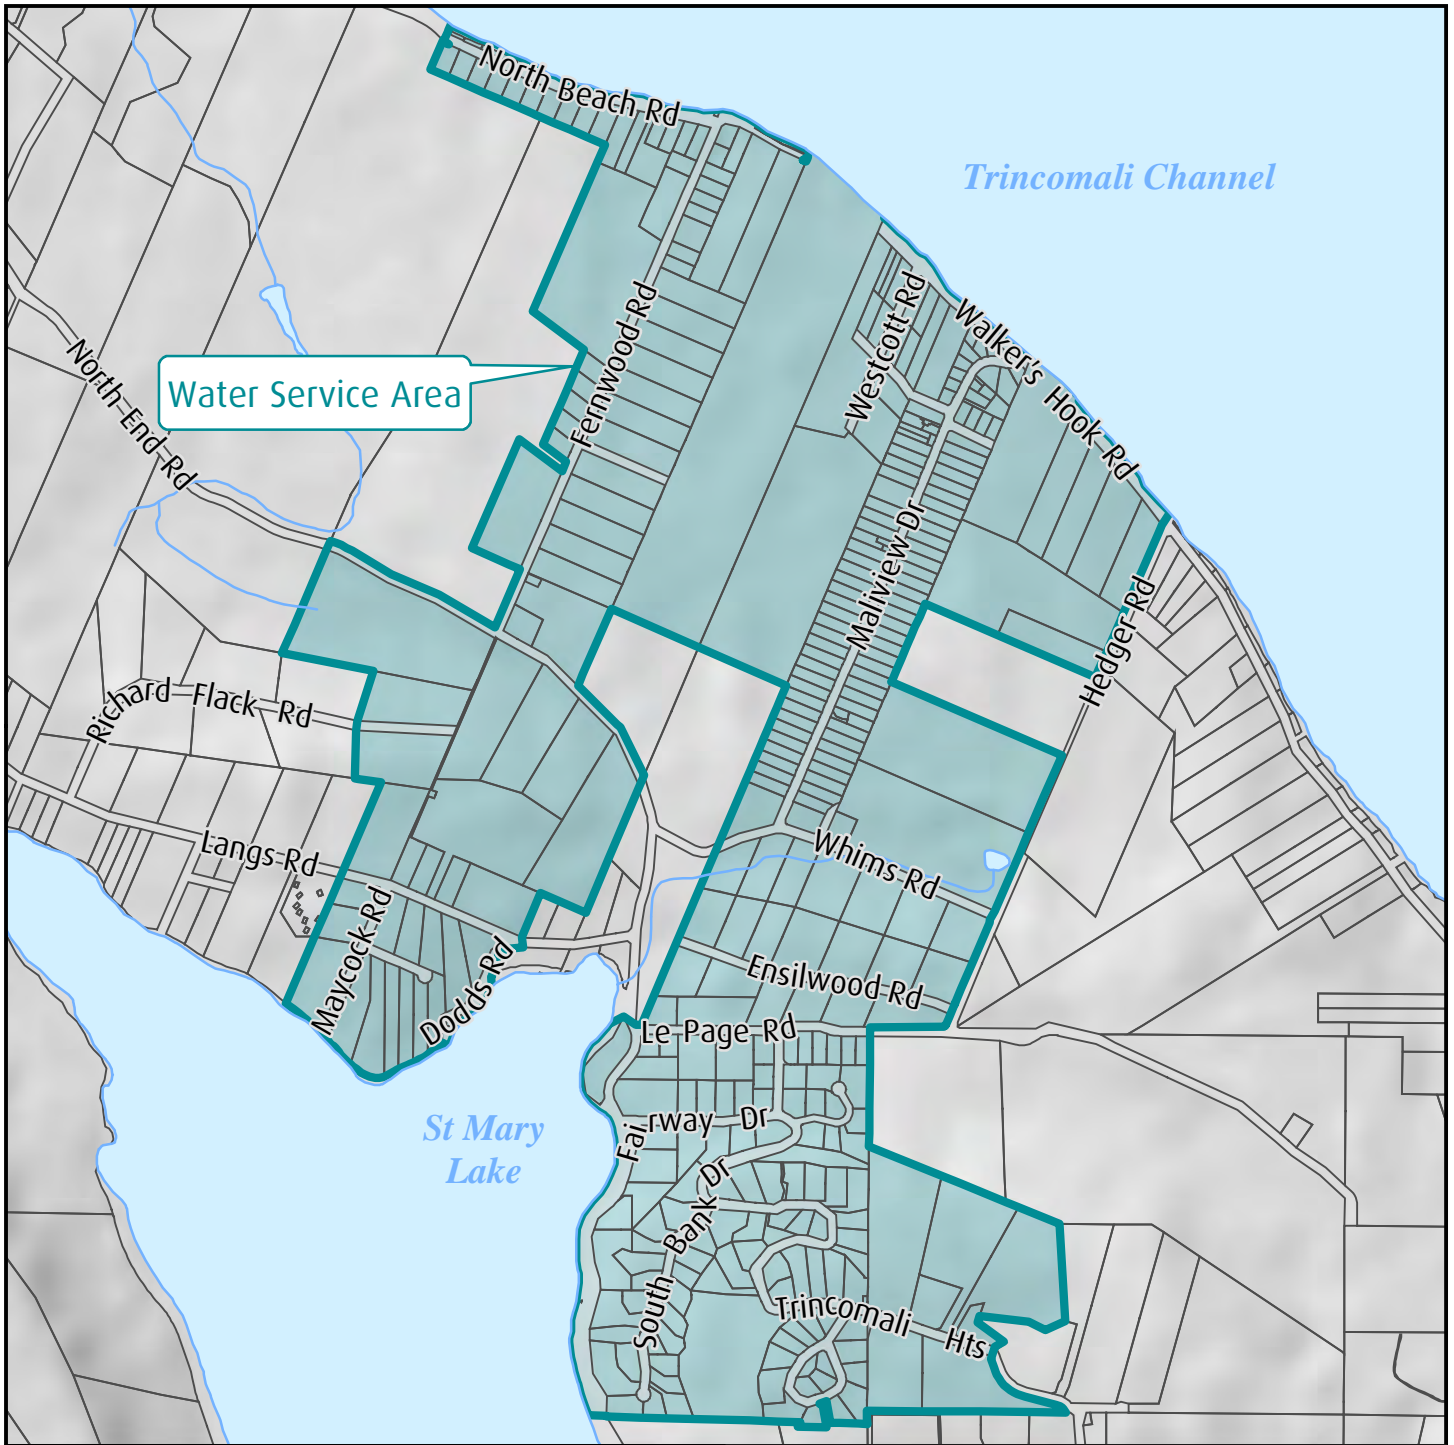 North Beach Rd
Trincomali Channel
Westcott Rd
Walker's Hook Rd
Fernwood Rd
North End Rd
Water Service Area
Maliview Dr
Hedger Rd
Richard Flack Rd
Langs Rd
Whims Rd
Maycock Rd
Dodds Rd
Ensilwood Rd
Le Page Rd
Fairway Dr
St Mary
Lake
South Bank Dr
Trincomali Hts